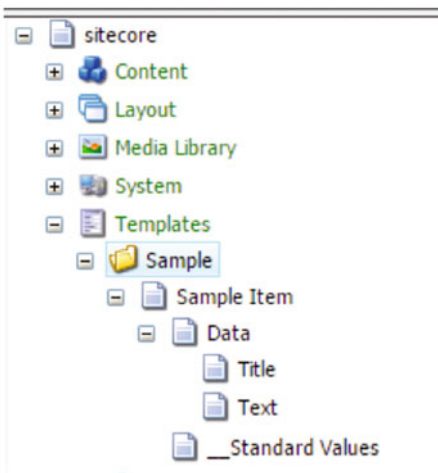 sitecore
Content
Layout
Media Library
System
Templates
Sample
Sample Item
Data
Title
Text
__Standard Values